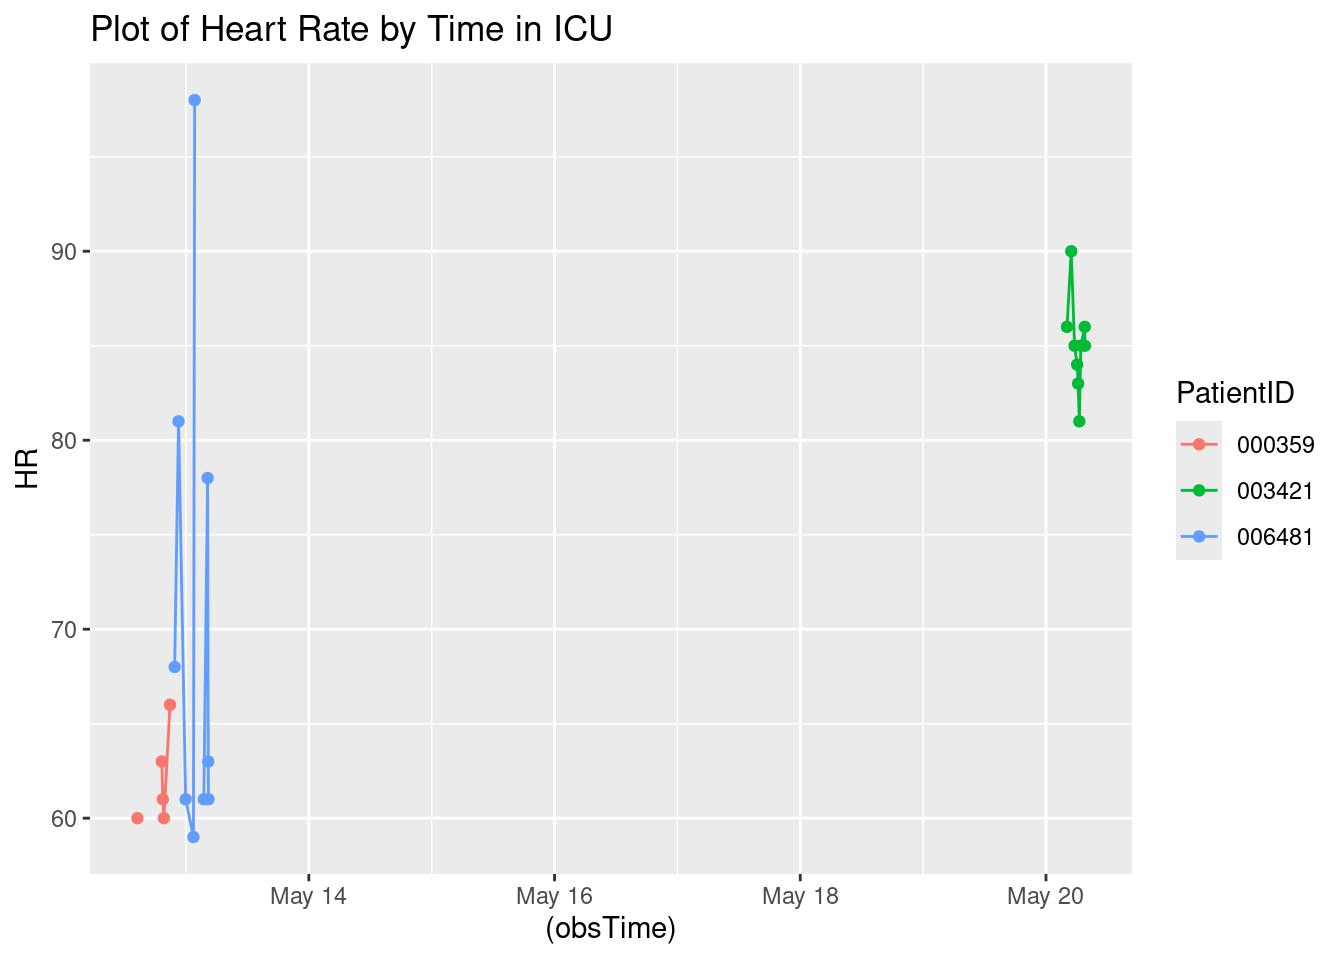 Plot of Heart Rate by Time in ICU
90
80
70
60
HR
May 14
May 16
May 18
May 20
(obsTime)
PatientID
000359
003421
006481